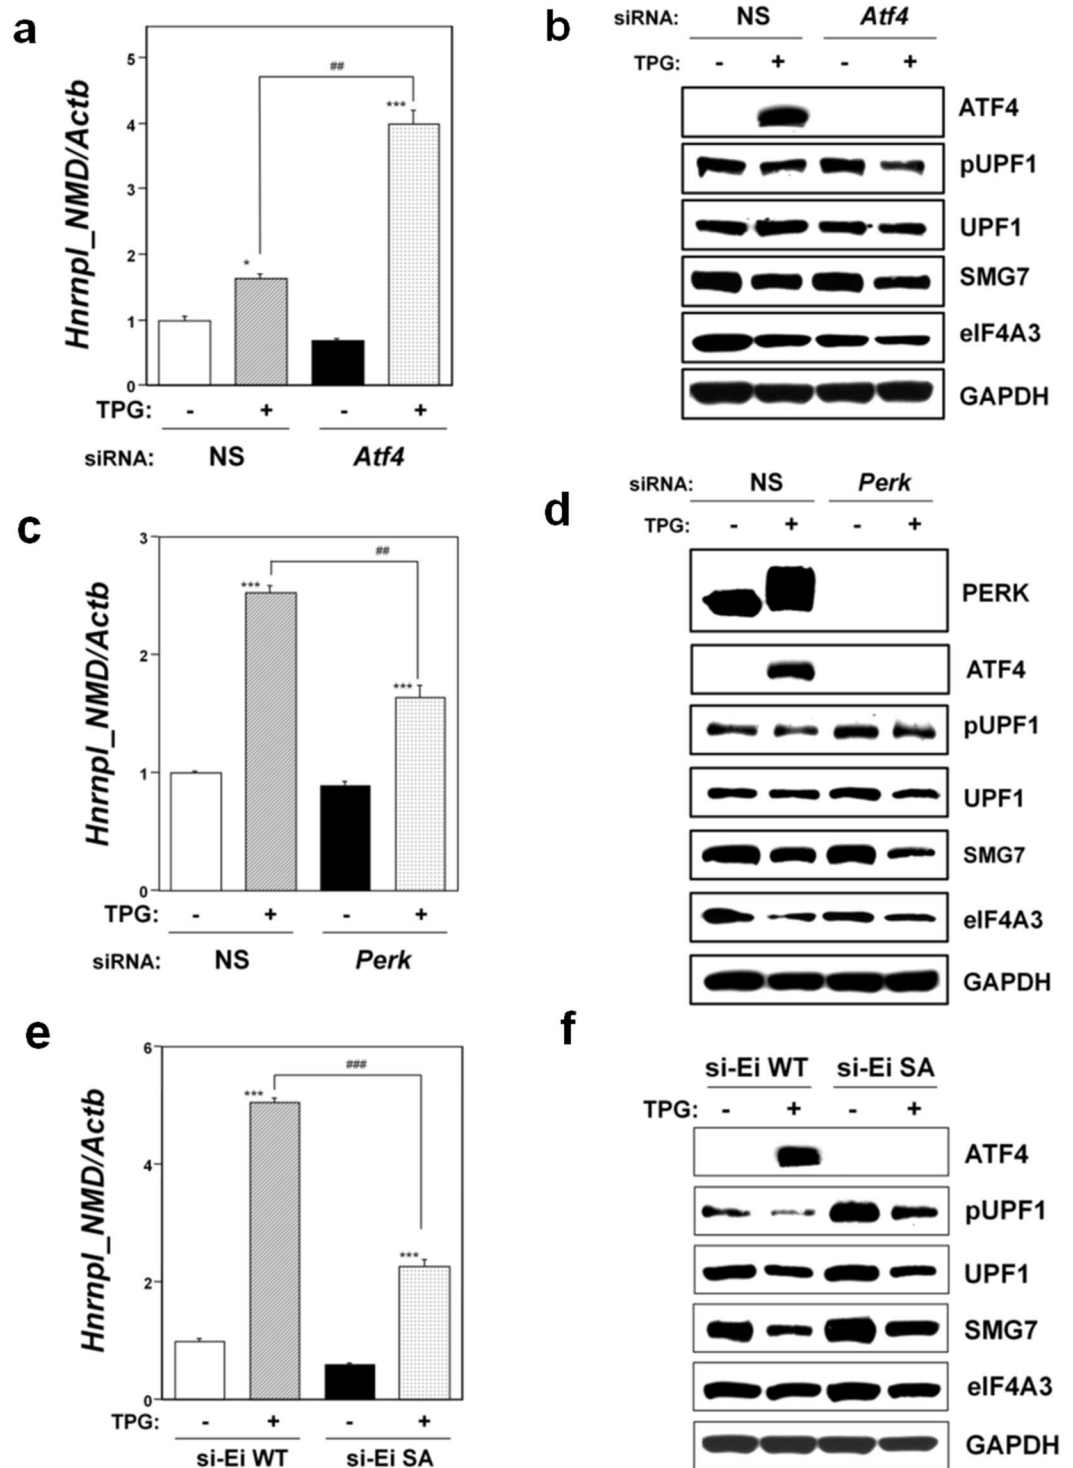 a
Hnrnpl_NMD/Actb
5
4
3
2
1
0
##
*
***
TPG: - + - +
siRNA: NS Atf4
b
siRNA: NS Atf4
TPG: - + - +
ATF4
pUPF1
UPF1
SMG7
eIF4A3
GAPDH
c
Hnrnpl_NMD/Actb
3
2
1
0
##
***
***
TPG: - + - +
siRNA: NS Perk
d
siRNA: NS Perk
TPG: - + - +
PERK
ATF4
pUPF1
UPF1
SMG7
eIF4A3
GAPDH
e
Hnrnpl_NMD/Actb
6
4
2
0
###
***
***
TPG: - + - +
si-Ei WT si-Ei SA
f
si-Ei WT si-Ei SA
TPG: - + - +
ATF4
pUPF1
UPF1
SMG7
eIF4A3
GAPDH